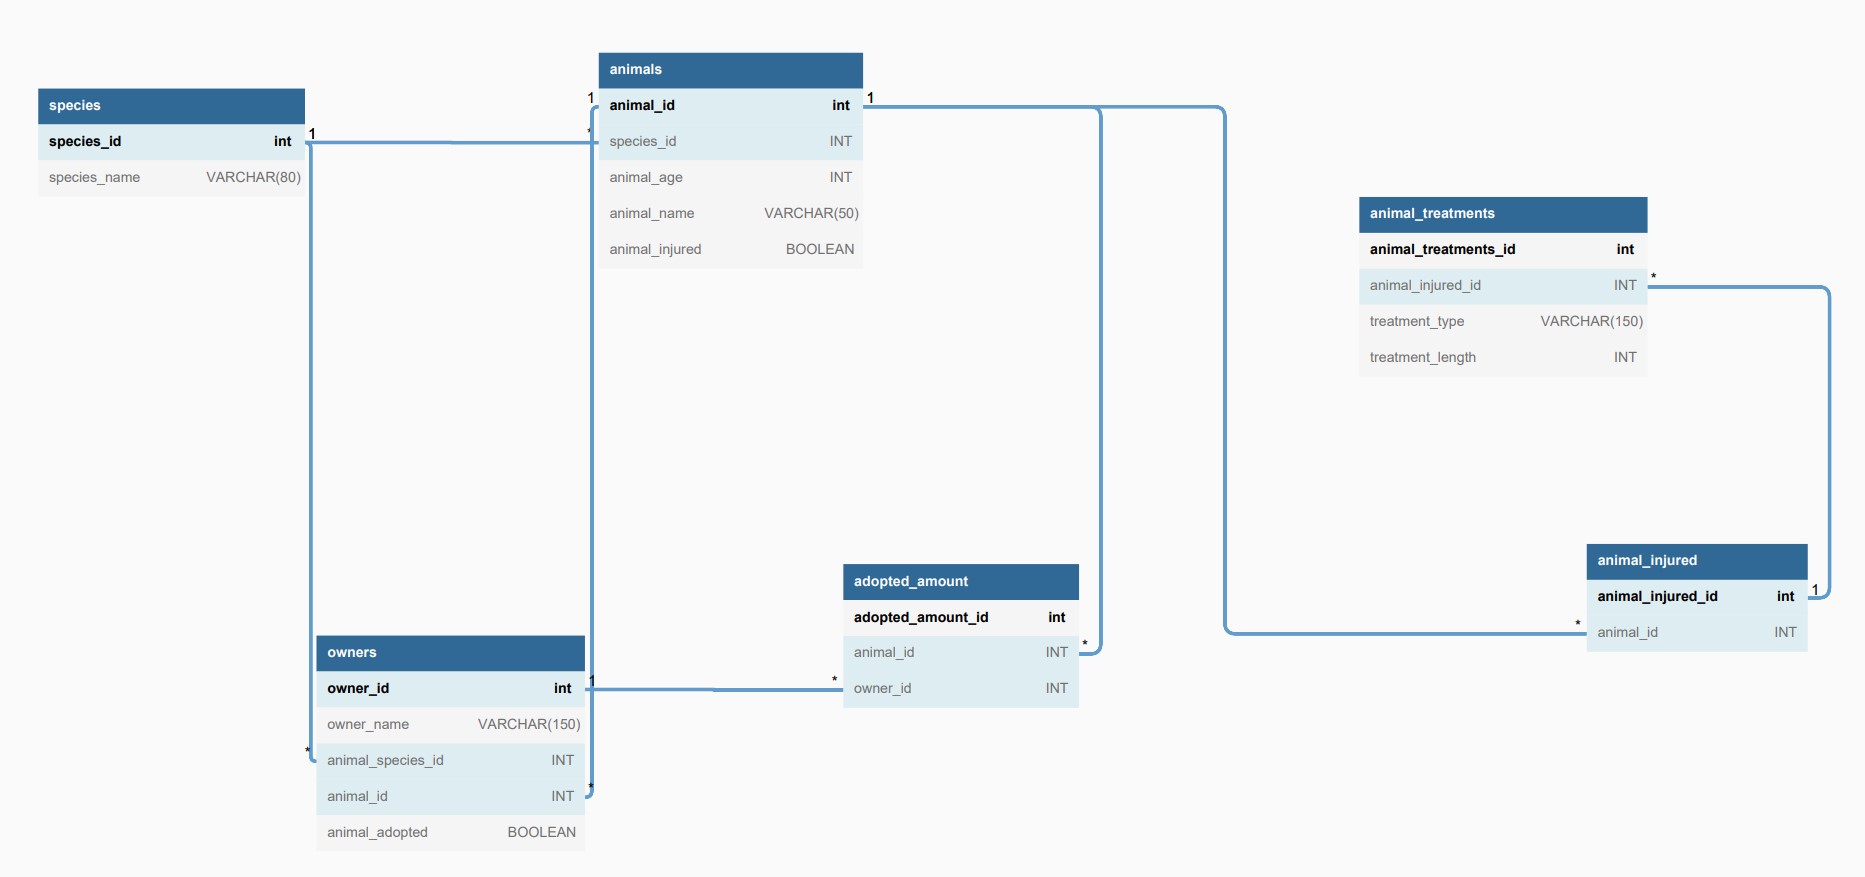 species
species_id int
species_name VARCHAR(80)
1
animals
animal_id int
species_id INT
animal_age INT
animal_name VARCHAR(50)
animal_injured BOOLEAN
1
*
1
animal_treatments
animal_treatments_id int
animal_injured_id INT
treatment_type VARCHAR(150)
treatment_length INT
*
owners
owner_id int
owner_name VARCHAR(150)
animal_species_id INT
animal_id INT
animal_adopted BOOLEAN
1
*
*
adopted_amount
adopted_amount_id int
animal_id INT
owner_id INT
*
*
animal_injured
animal_injured_id int
animal_id INT
1
*